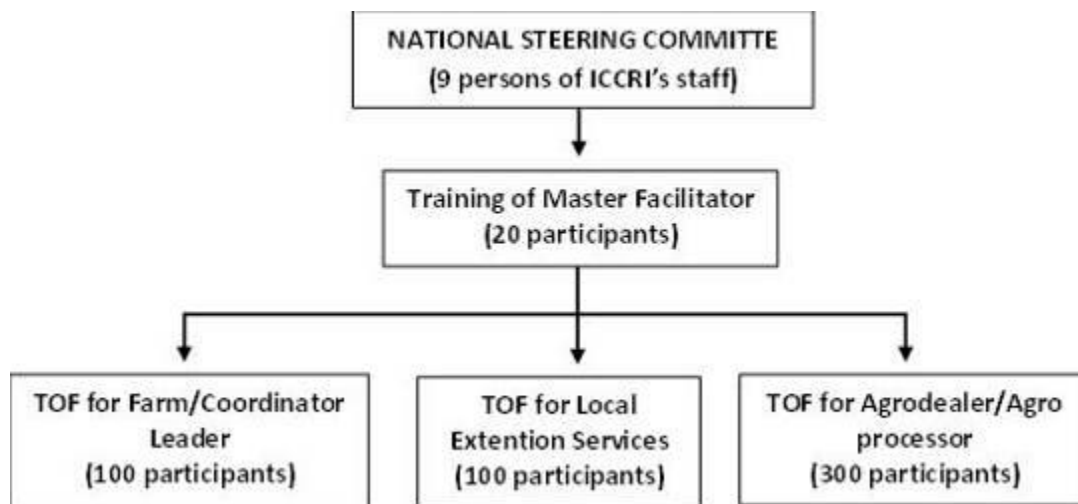 NATIONAL STEERING COMMITTE
(9 persons of ICCRI's staff)
Training of Master Facilitator
(20 participants)
TOF for Farm/Coordinator
Leader
(100 participants)
TOF for Local
Extention Services
(100 participants)
TOF for Agrodealer/Agro
processor
(300 participants)